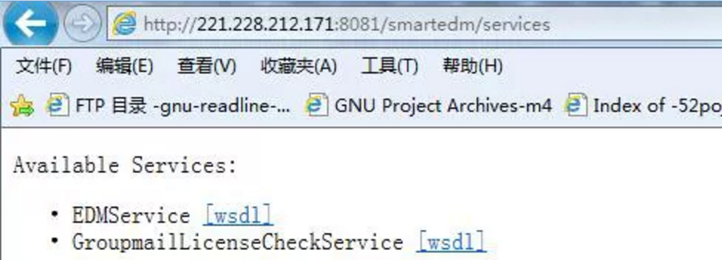 http://221.228.212.171:8081/smartedm/services
文件(F) 编辑(E) 查看(V) 收藏夹(A) 工具(T) 帮助(H)
FTP 目录 -gnu-readline-... GNU Project Archives-m4 Index of -52poj
Available Services:
• EDMService [wsdl]
• GroupmailLicenseCheckService [wsdl]